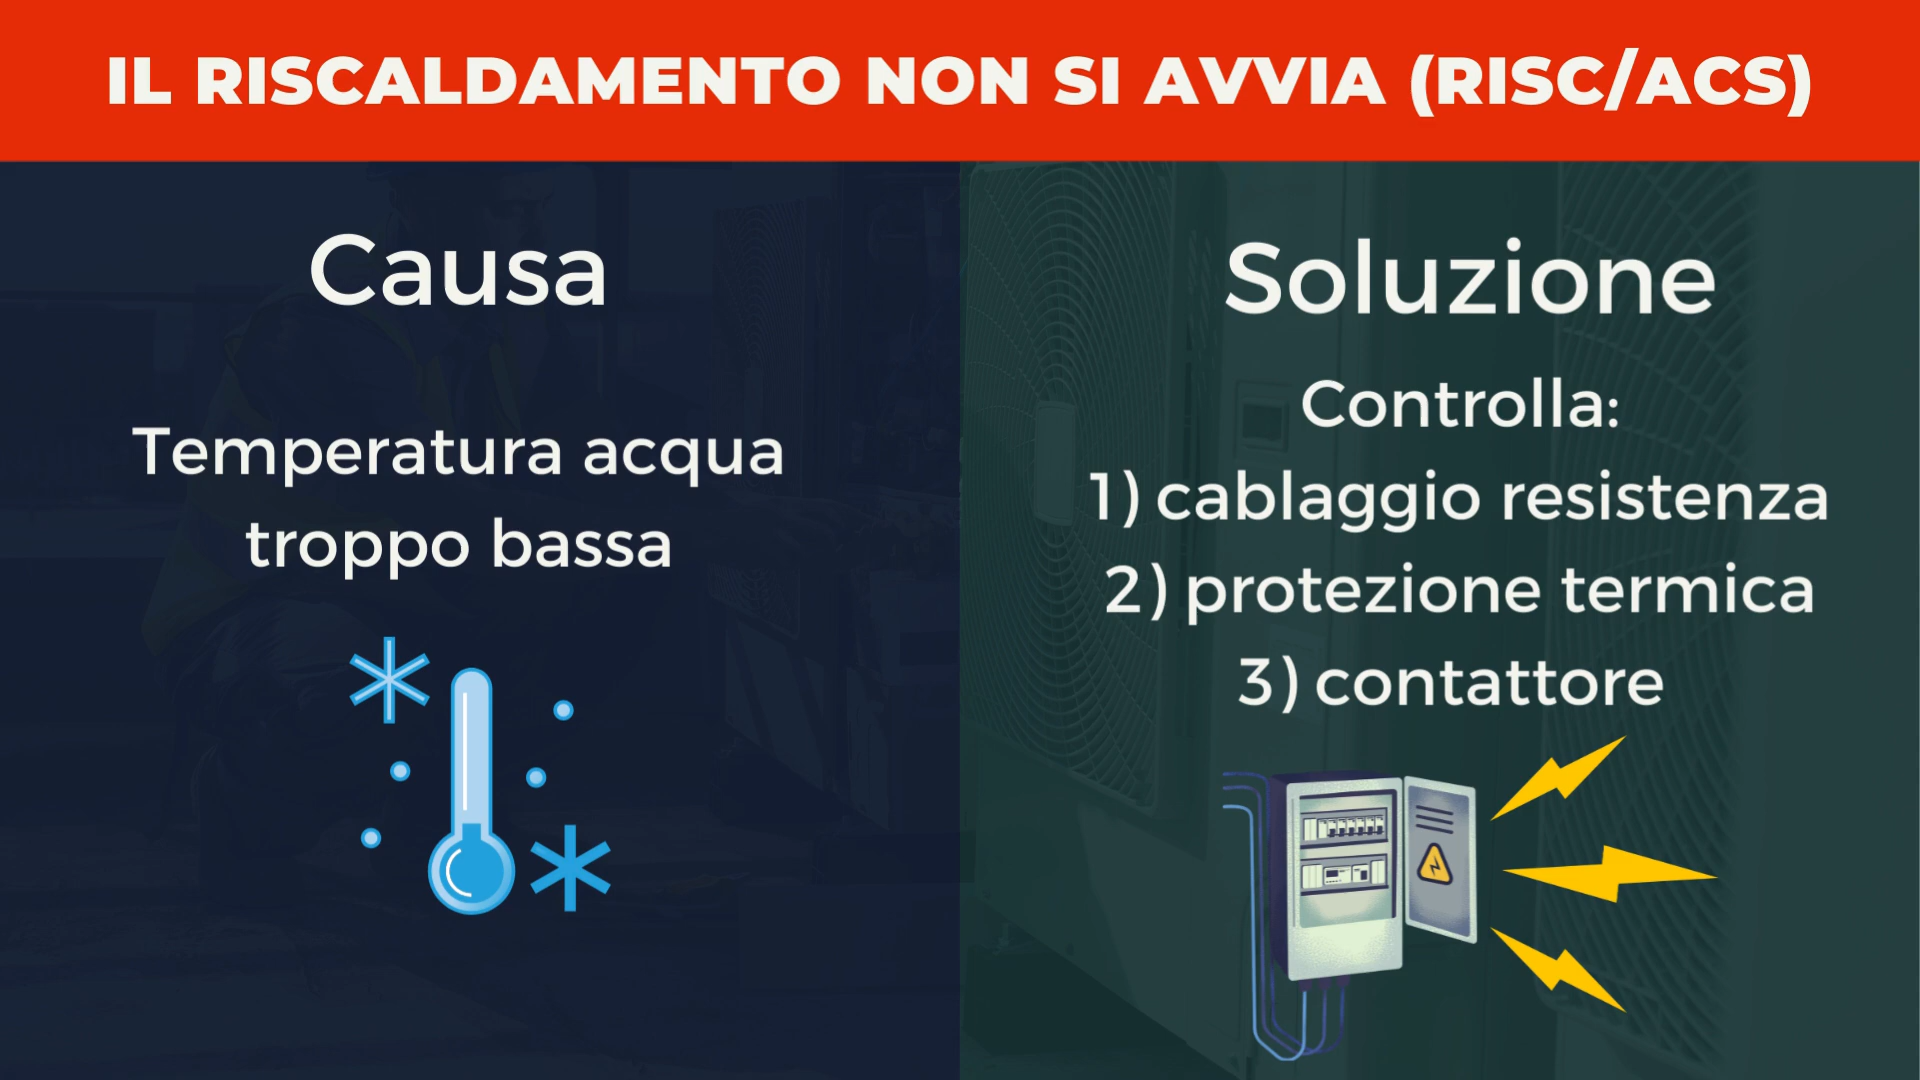 IL RISCALDAMENTO NON SI AVVIA (RISC/ACS)
Causa
Temperatura acqua
troppo bassa
Soluzione
Controlla:
1) cablaggio resistenza
2) protezione termica
3) contattore